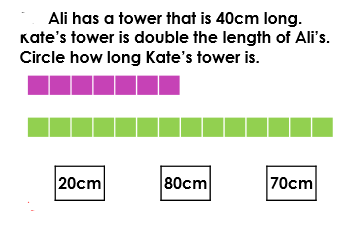 Ali has a tower that is 40cm long.
Kate's tower is double the length of Ali's.
Circle how long Kate's tower is.
20cm 80cm 70cm